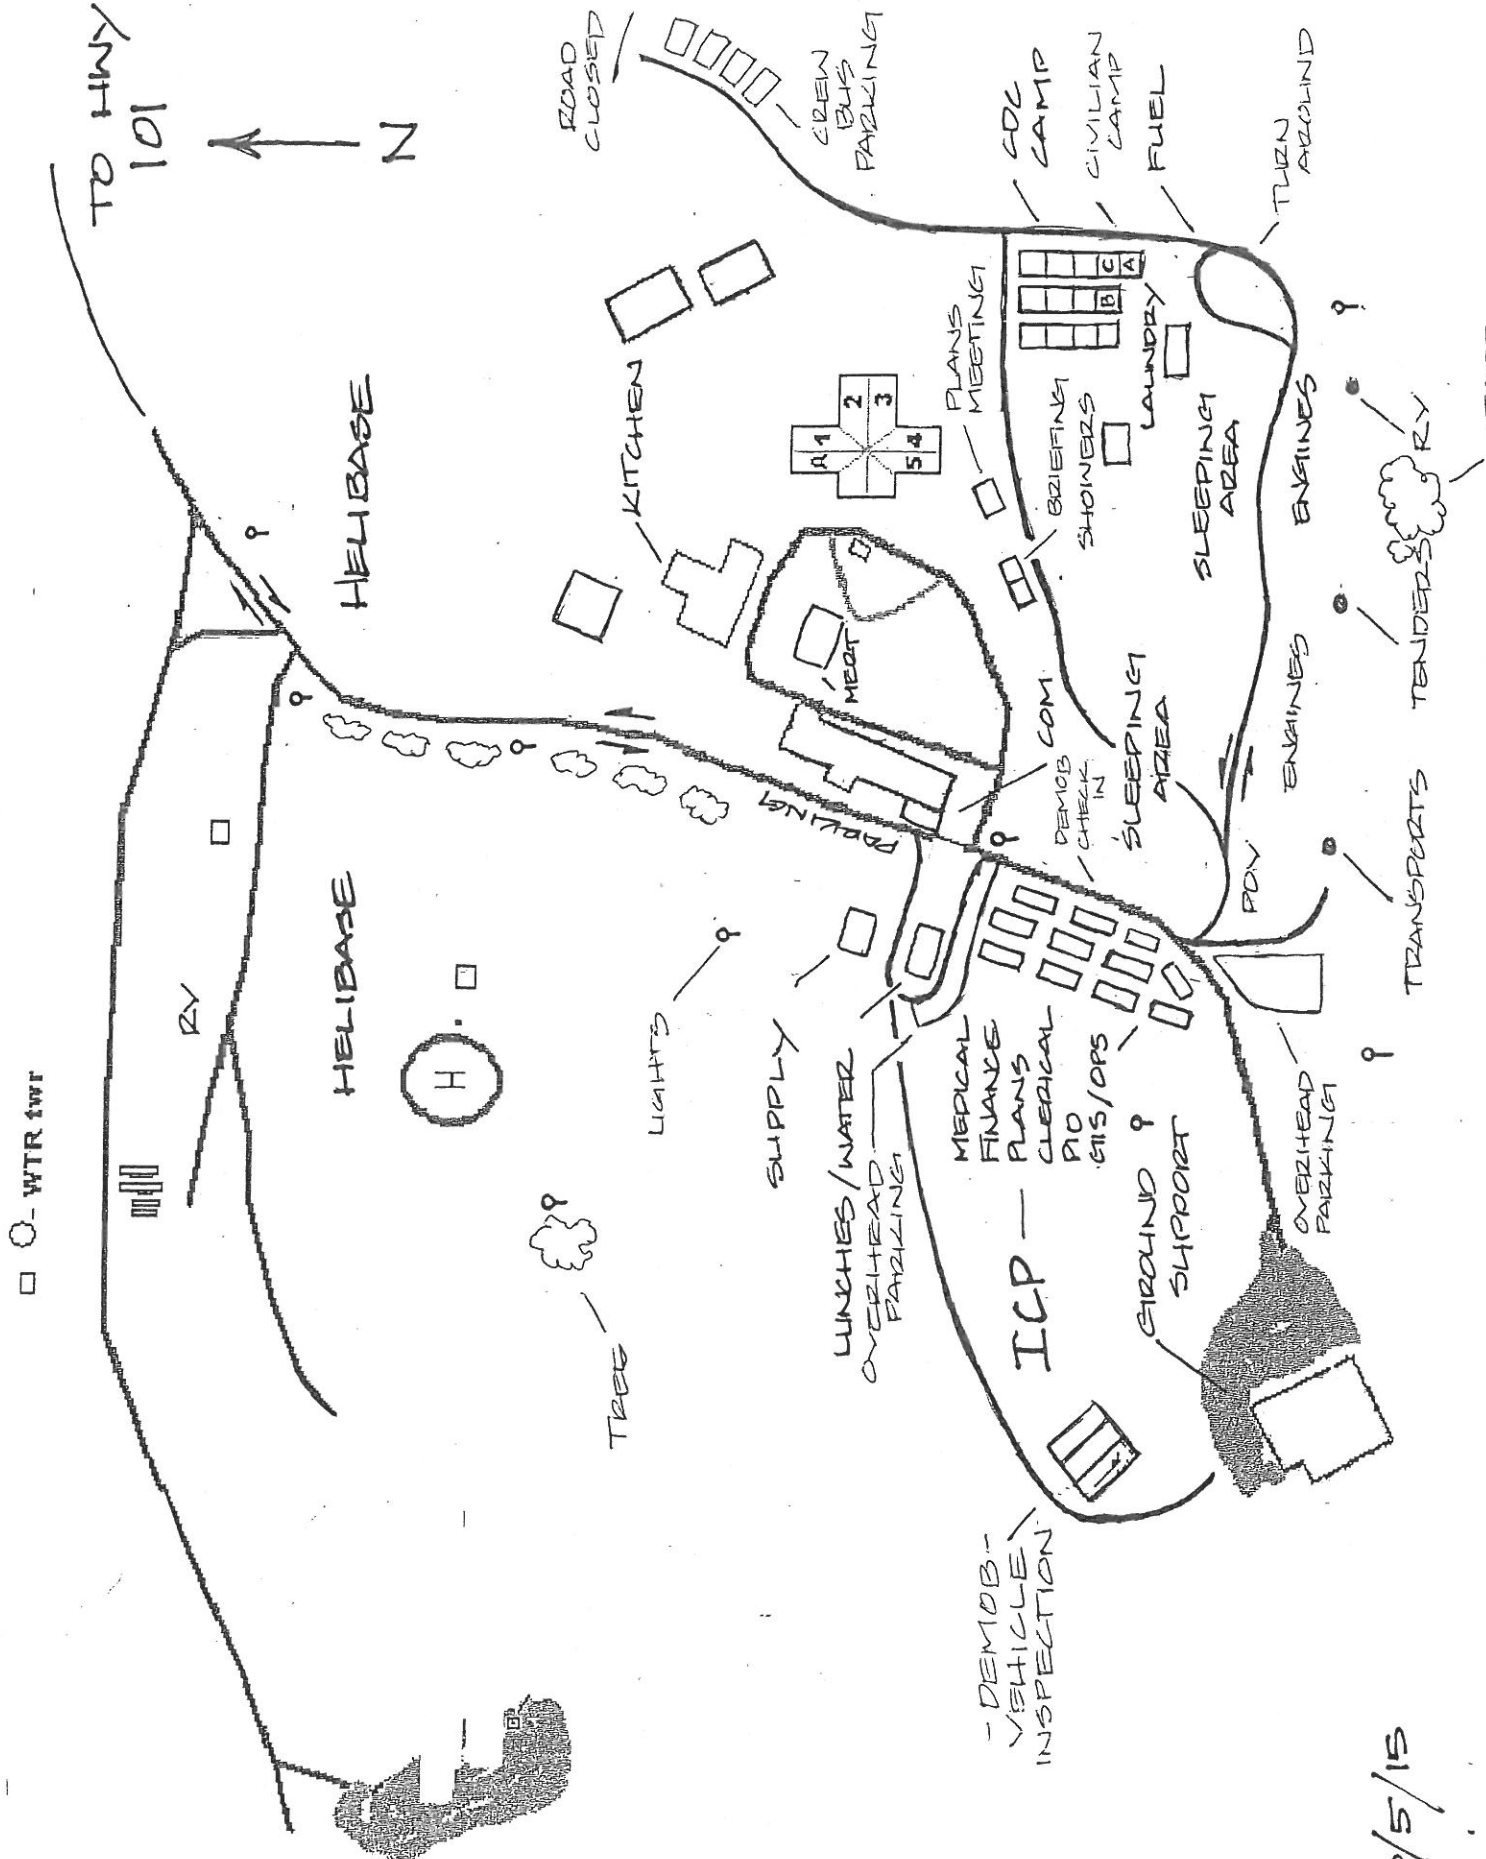 TO HWY
101
N
WTR twr
ROAD
CLOSED
CREW
BUS
PARKING
HELIBASE
KITCHEN
RV
HELIBASE
H
LIGHTS
TREE
PARKING
MERT
1
2
3
4
5
PLANS
MEETING
CDC
CAMP
CIVILIAN
CAMP
FUEL
TURN
AROUND
C
A
B
LAUNDRY
BRIEFING
SHOWERS
SLEEPING
AREA
ENGINES
RV
COM
DEMOB
CHECK
IN
SLEEPING
AREA
ENGINES
TENDERS
POV
TRANSPORTS
SUPPLY
LUNCHES/WATER
OVERHEAD
PARKING
MEDICAL
FINANCE
PLANS
CLERICAL
PIO
GIS/OPS
ICP
GROUND
SUPPORT
OVERHEAD
PARKING
- DEMOB -
VEHICLE
INSPECTION
/5/15